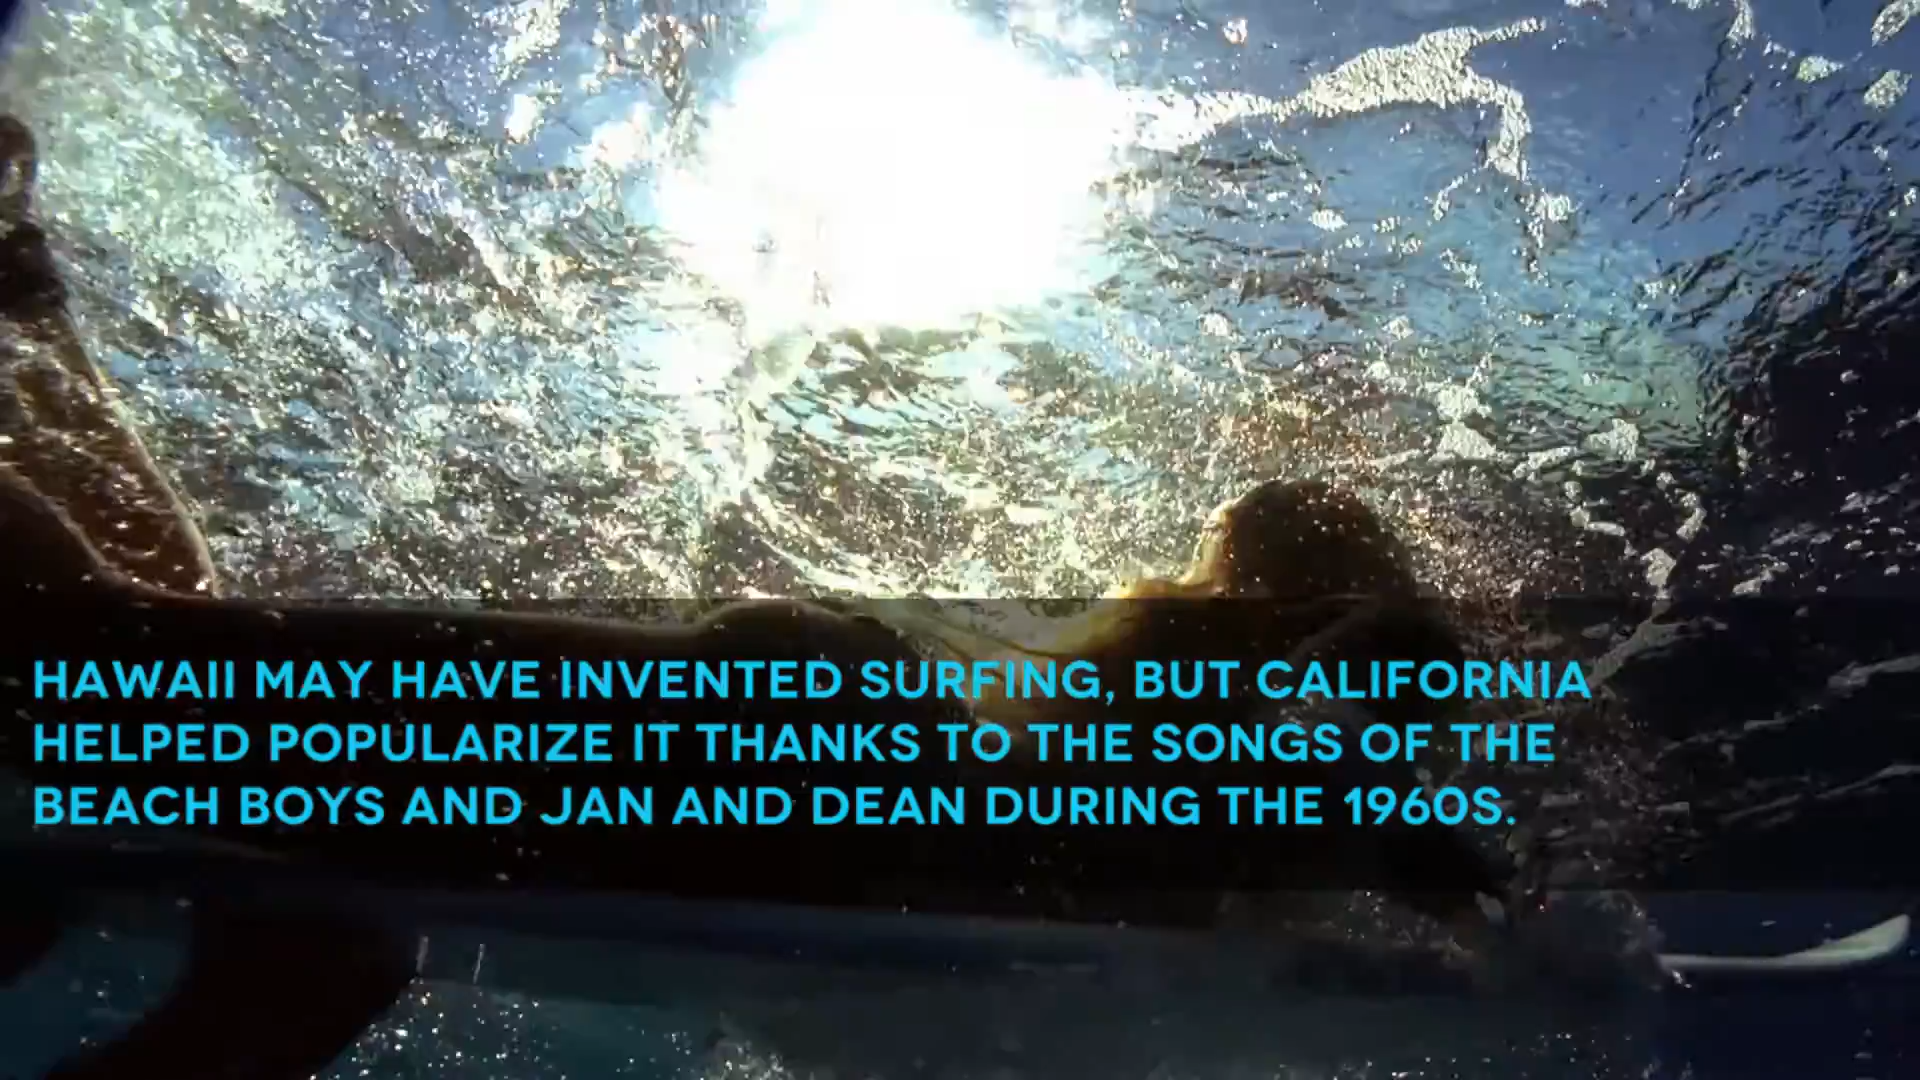 HAWAII MAY HAVE INVENTED SURFING, BUT CALIFORNIA
HELPED POPULARIZE IT THANKS TO THE SONGS OF THE
BEACH BOYS AND JAN AND DEAN DURING THE 1960S.